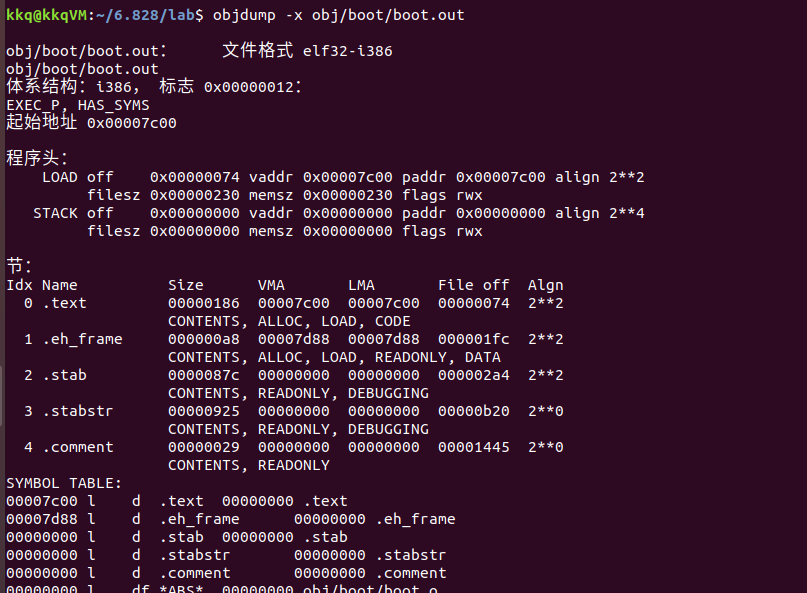 kkq@kkqVM:~/6.828/lab$ objdump -x obj/boot/boot.out
obj/boot/boot.out：     文件格式 elf32-i386
obj/boot/boot.out
体系结构：i386， 标志 0x00000012：
EXEC_P, HAS_SYMS
起始地址 0x00007c00
程序头：
    LOAD off    0x00000074 vaddr 0x00007c00 paddr 0x00007c00 align 2**2
         filesz 0x00000230 memsz 0x00000230 flags rwx
   STACK off    0x00000000 vaddr 0x00000000 paddr 0x00000000 align 2**4
         filesz 0x00000000 memsz 0x00000000 flags rwx
节：
Idx Name          Size      VMA       LMA       File off  Algn
  0 .text         00000186  00007c00  00007c00  00000074  2**2
                  CONTENTS, ALLOC, LOAD, CODE
  1 .eh_frame     000000a8  00007d88  00007d88  000001fc  2**2
                  CONTENTS, ALLOC, LOAD, READONLY, DATA
  2 .stab         0000087c  00000000  00000000  000002a4  2**2
                  CONTENTS, READONLY, DEBUGGING
  3 .stabstr      00000925  00000000  00000000  00000b20  2**0
                  CONTENTS, READONLY, DEBUGGING
  4 .comment      00000029  00000000  00000000  00001445  2**0
                  CONTENTS, READONLY
SYMBOL TABLE:
00007c00 l    d  .text  00000000 .text
00007d88 l    d  .eh_frame      00000000 .eh_frame
00000000 l    d  .stab  00000000 .stab
00000000 l    d  .stabstr       00000000 .stabstr
00000000 l    d  .comment       00000000 .comment
00000000 l    df *ABS*  00000000 obj/boot/boot.o